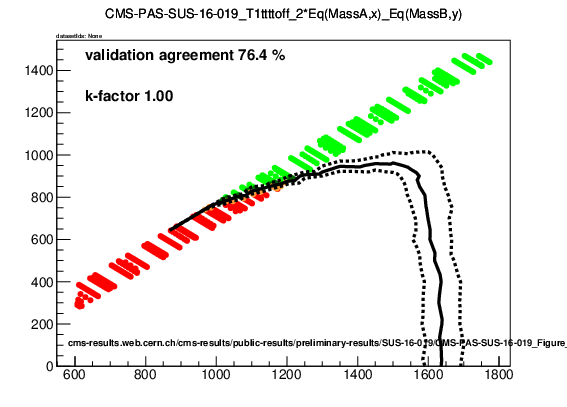 CMS-PAS-SUS-16-019_T1ttttoff_2*Eq(MassA,x)_Eq(MassB,y)
datasetIds: None
validation agreement 76.4 %
k-factor 1.00
1400
1200
1000
800
600
400
200
0
cms-results.web.cern.ch/cms-results/public-results/preliminary-results/SUS-16-019/CMS-PAS-SUS-16-019_Figure_
600 800 1000 1200 1400 1600 1800